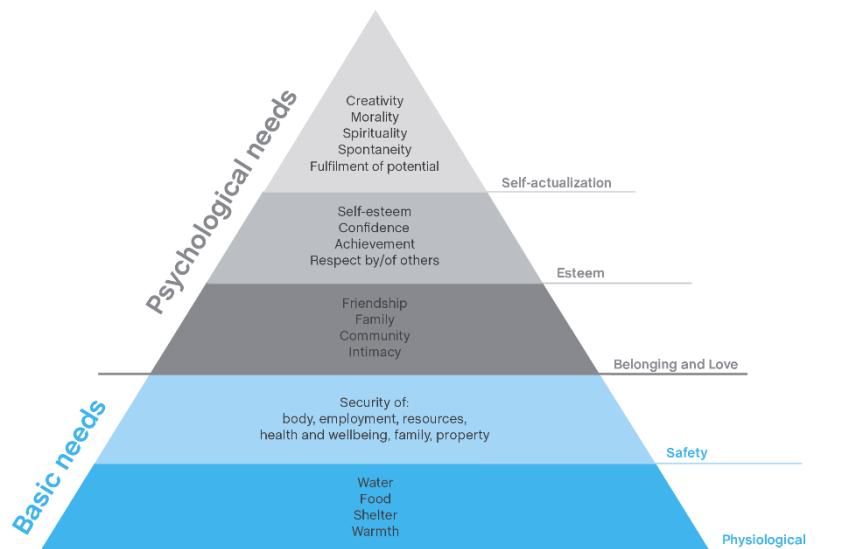 Psychological needs
Creativity
Morality
Spirituality
Spontaneity
Fulfilment of potential
Self-actualization
Self-esteem
Confidence
Achievement
Respect by/of others
Esteem
Friendship
Family
Community
Intimacy
Belonging and Love
Basic needs
Security of:
body, employment, resources,
health and wellbeing, family, property
Safety
Water
Food
Shelter
Warmth
Physiological